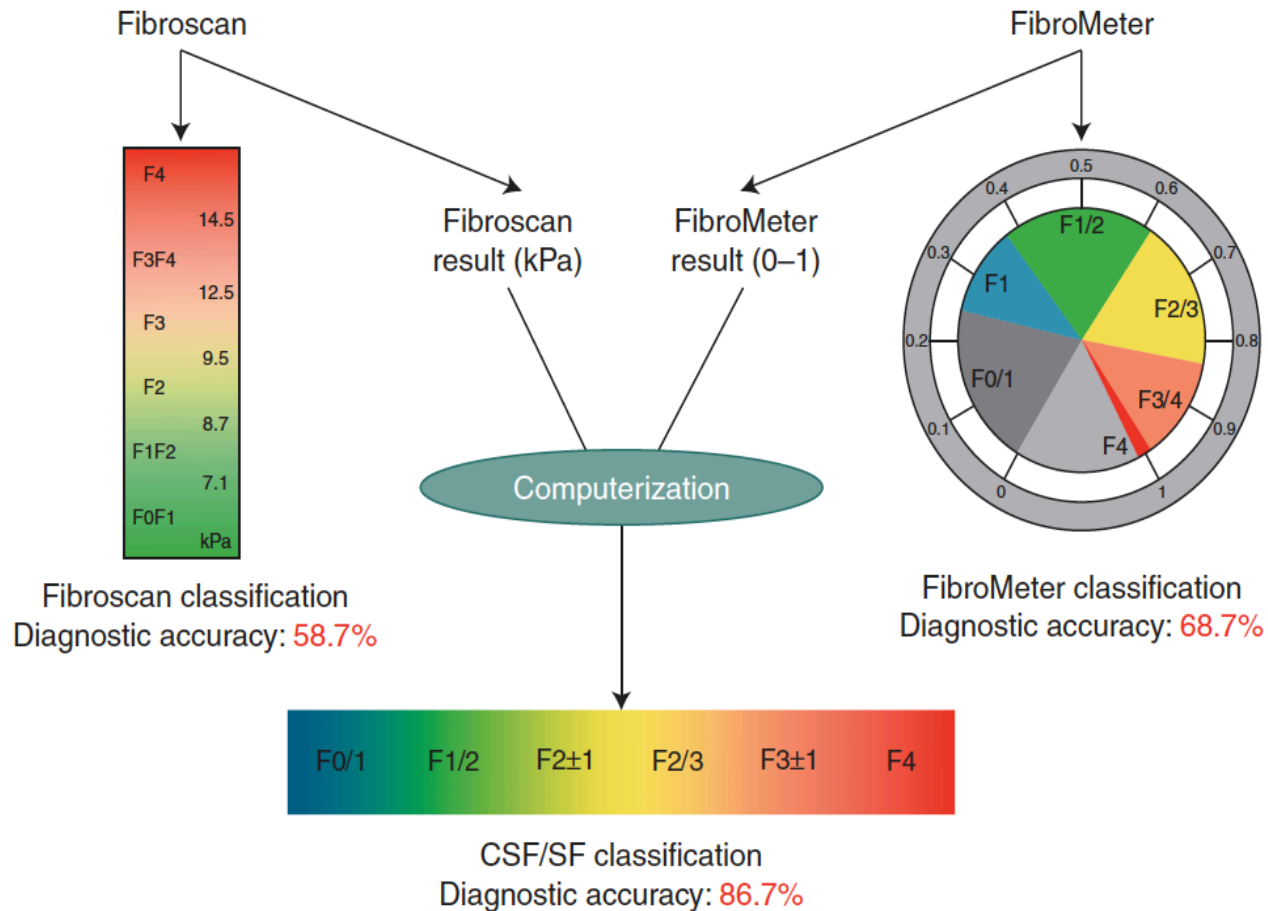 Fibroscan
FibroMeter
F4
14.5
F3F4
12.5
F3
9.5
F2
8.7
F1F2
7.1
F0F1
kPa
Fibroscan
result (kPa)
FibroMeter
result (0–1)
0.5
0.4
0.6
0.3
0.7
0.2
0.8
0.1
0.9
0
1
F1/2
F1
F2/3
F0/1
F3/4
F4
Computerization
Fibroscan classification
Diagnostic accuracy: 58.7%
FibroMeter classification
Diagnostic accuracy: 68.7%
F0/1 F1/2 F2±1 F2/3 F3±1 F4
CSF/SF classification
Diagnostic accuracy: 86.7%